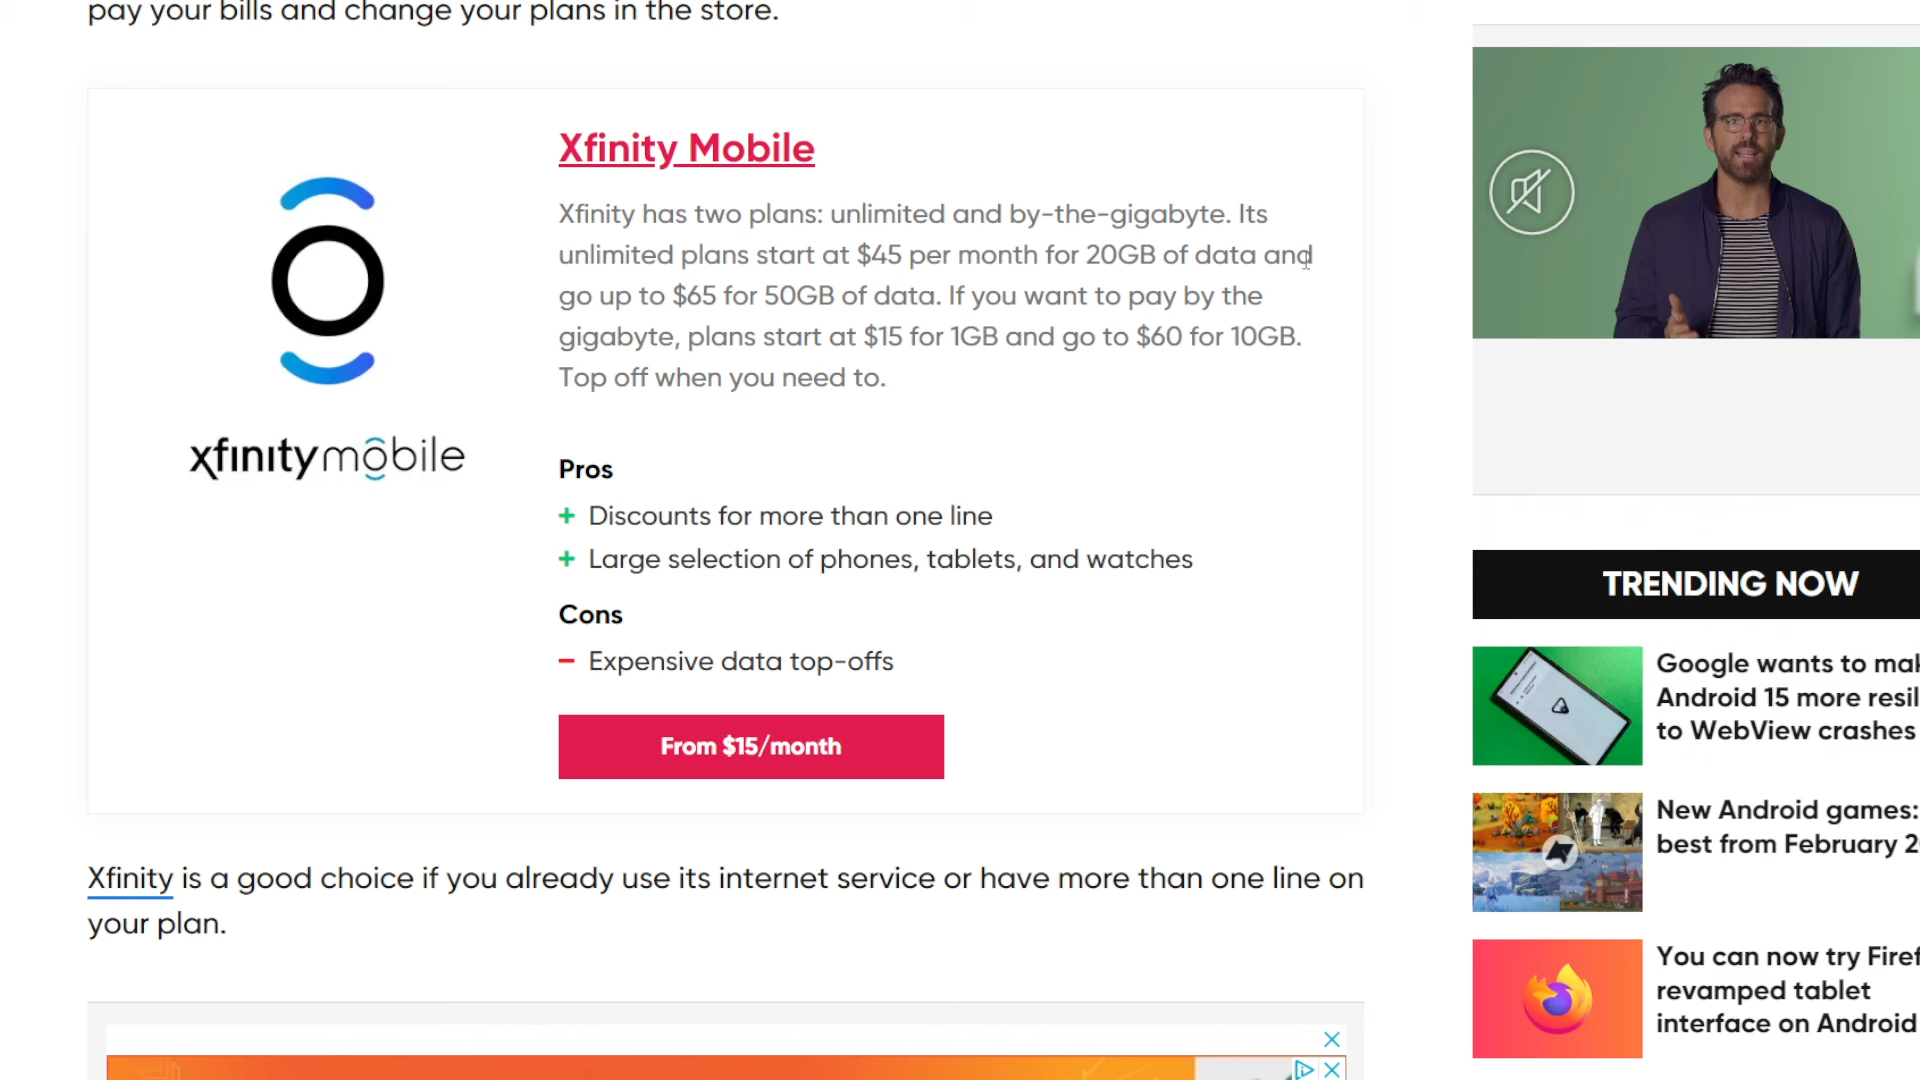 pay your bills and change your plans in the store.
xfinity mobile
Xfinity Mobile
Xfinity has two plans: unlimited and by-the-gigabyte. Its
unlimited plans start at $45 per month for 20GB of data and
go up to $65 for 50GB of data. If you want to pay by the
gigabyte, plans start at $15 for 1GB and go to $60 for 10GB.
Top off when you need to.
Pros
+ Discounts for more than one line
+ Large selection of phones, tablets, and watches
Cons
− Expensive data top-offs
From $15/month
Xfinity is a good choice if you already use its internet service or have more than one line on
your plan.
TRENDING NOW
Google wants to mak
Android 15 more resil
to WebView crashes
New Android games:
best from February 2
You can now try Firef
revamped tablet
interface on Android